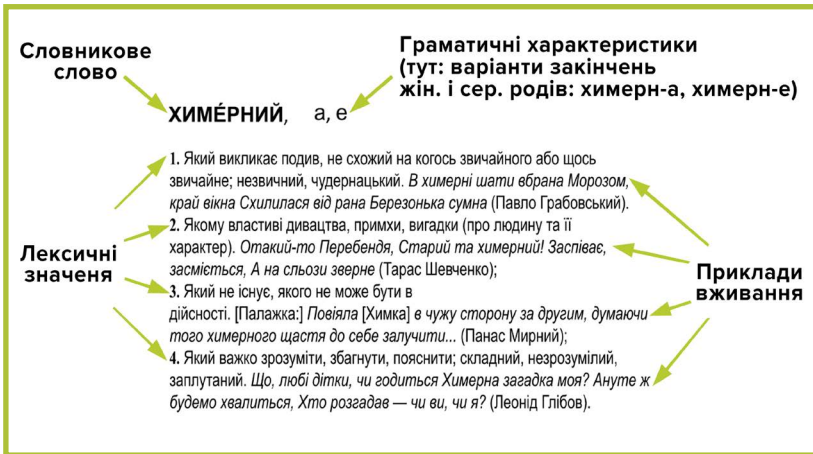 Словникове
слово
Граматичні характеристики
(тут: варіанти закінчень
жін. і сер. родів: химерн-а, химерн-е)
ХИМЕ́РНИЙ, а, е
1. Який викликає подив, не схожий на когось звичайного або щось
звичайне; незвичний, чудернацький. В химерні шати вбрана Морозом,
край вікна Схилилася від рана Березонька сумна (Павло Грабовський).
2. Якому властиві дивацтва, примхи, вигадки (про людину та її
характер). Отакий-то Перебендя, Старий та химерний! Заспіває,
засміється, А на сльози зверне (Тарас Шевченко);
3. Який не існує, якого не може бути в
дійсності. [Палажка:] Повіяла [Химка] в чужу сторону за другим, думаючи
того химерного щастя до себе залучити... (Панас Мирний);
4. Який важко зрозуміти, збагнути, пояснити; складний, незрозумілий,
заплутаний. Що, любі дітки, чи годиться Химерна загадка моя? Ануте ж
будемо хвалиться, Хто розгадав — чи ви, чи я? (Леонід Глібов).
Лексичні
значеня
Приклади
вживання